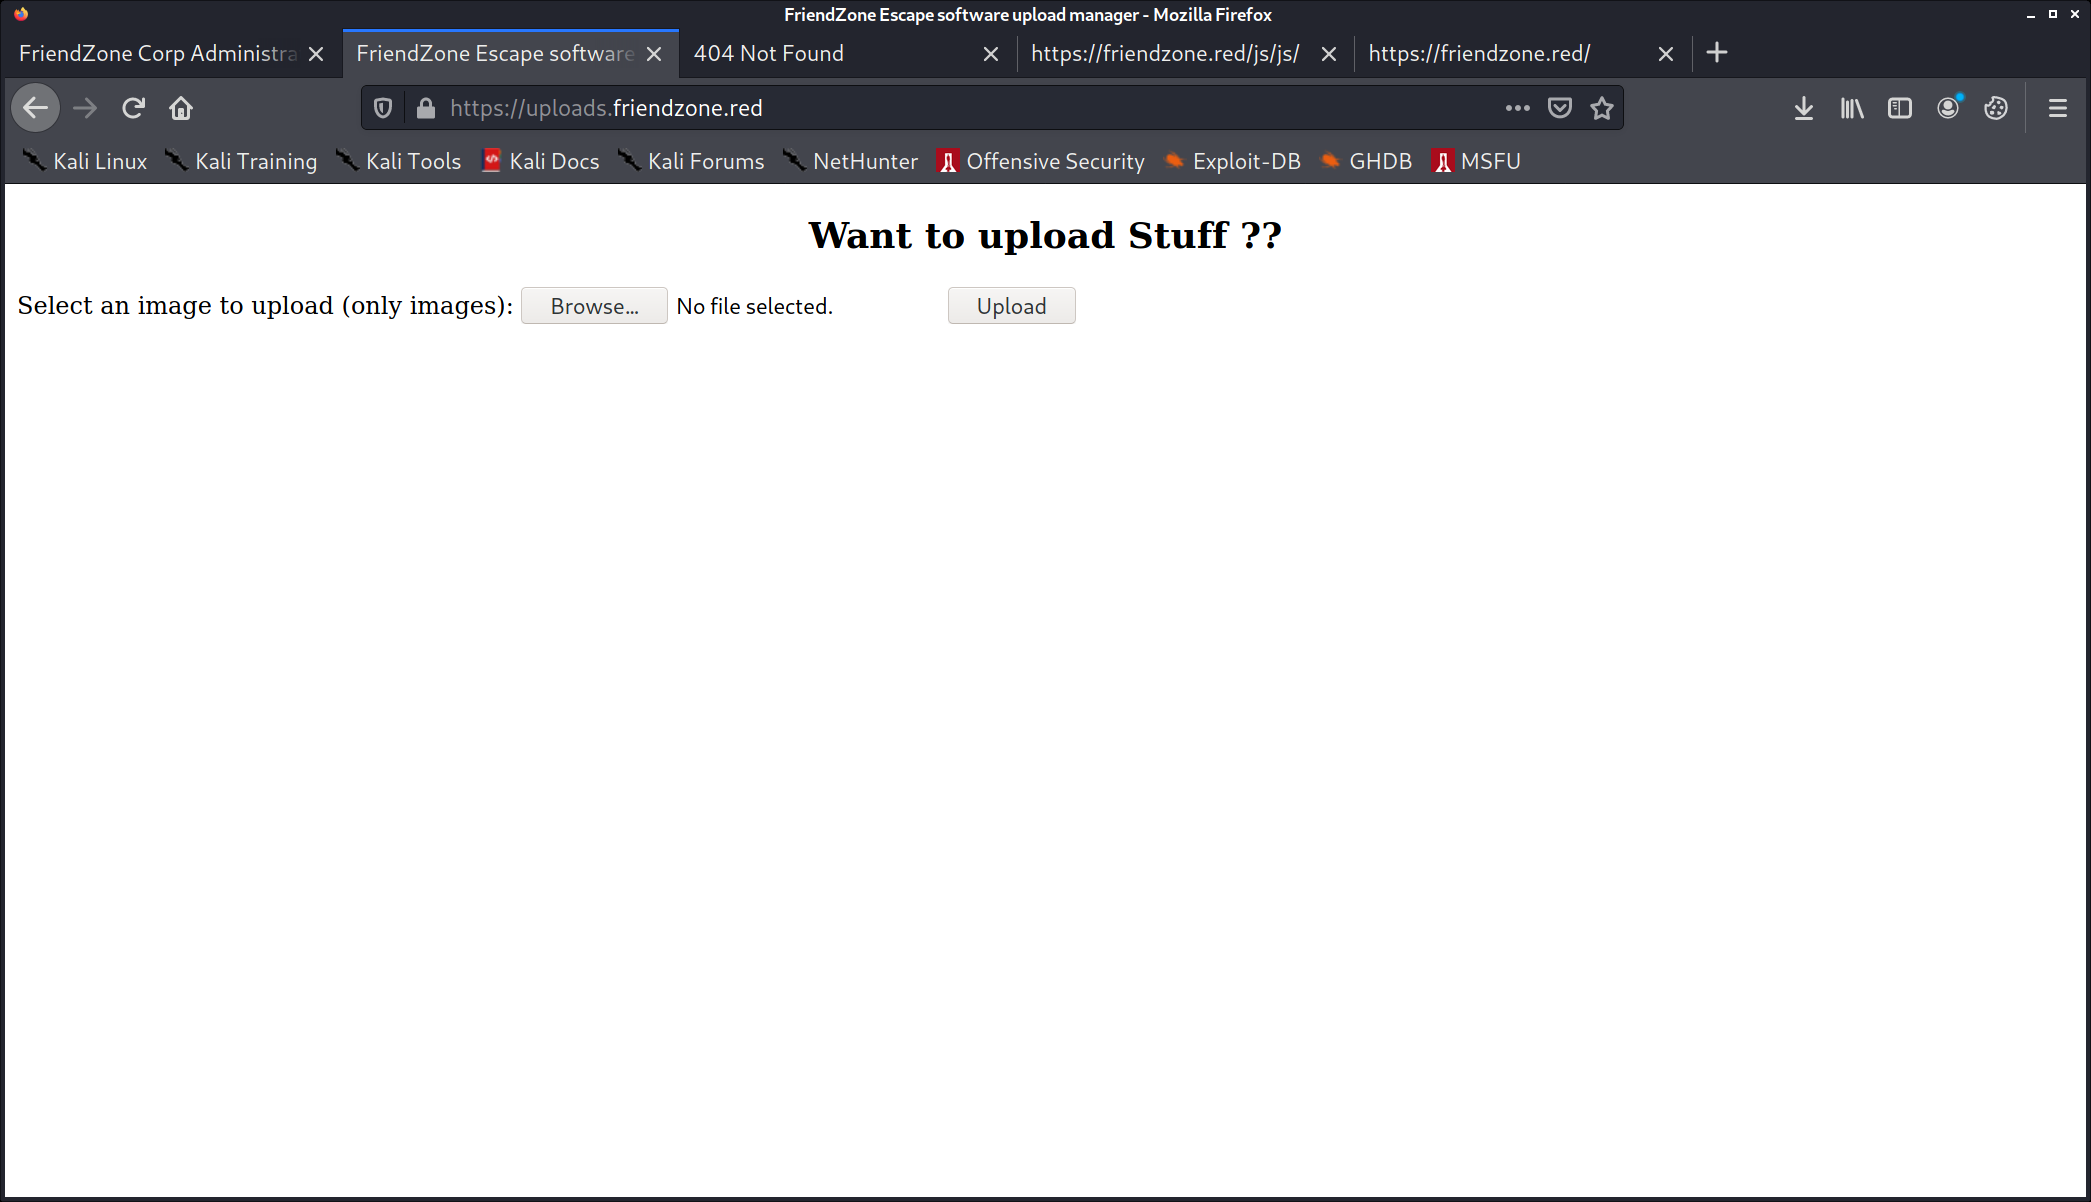 FriendZone Escape software upload manager - Mozilla Firefox
FriendZone Corp Administra FriendZone Escape software 404 Not Found https://friendzone.red/js/js/ https://friendzone.red/
https://uploads.friendzone.red
Kali Linux Kali Training Kali Tools Kali Docs Kali Forums NetHunter Offensive Security Exploit-DB GHDB MSFU
Want to upload Stuff ??
Select an image to upload (only images): Browse... No file selected. Upload